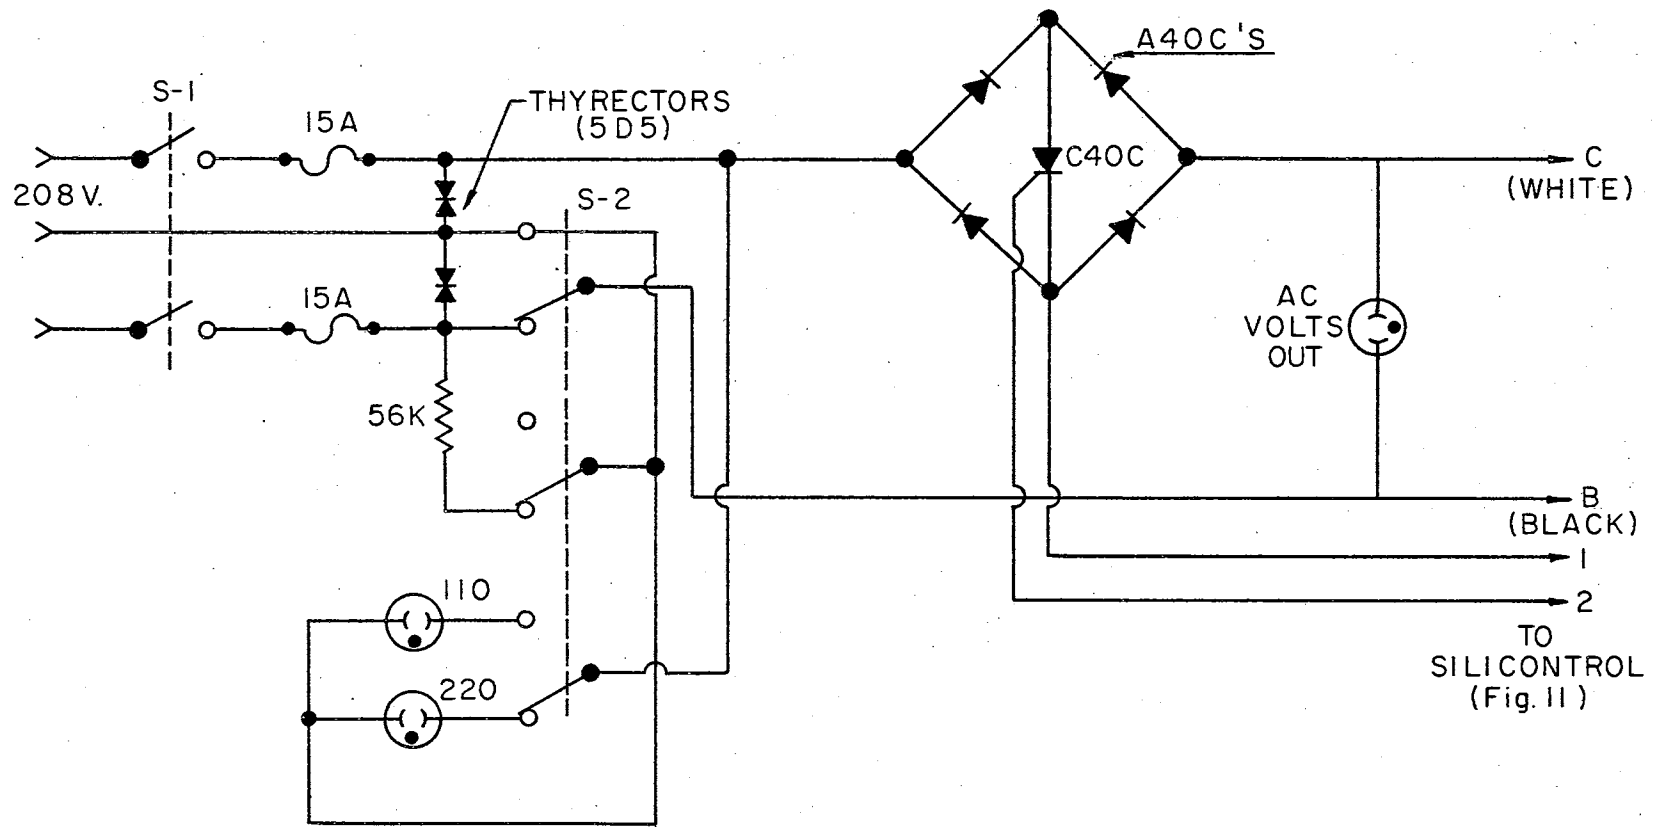 A40C'S
S-1
THYRECTORS
(5D5)
15A
C40C
C
(WHITE)
208V.
S-2
15A
AC
VOLTS
OUT
56K
B
(BLACK)
1
2
110
TO
SILICONTROL
(Fig. 11)
220